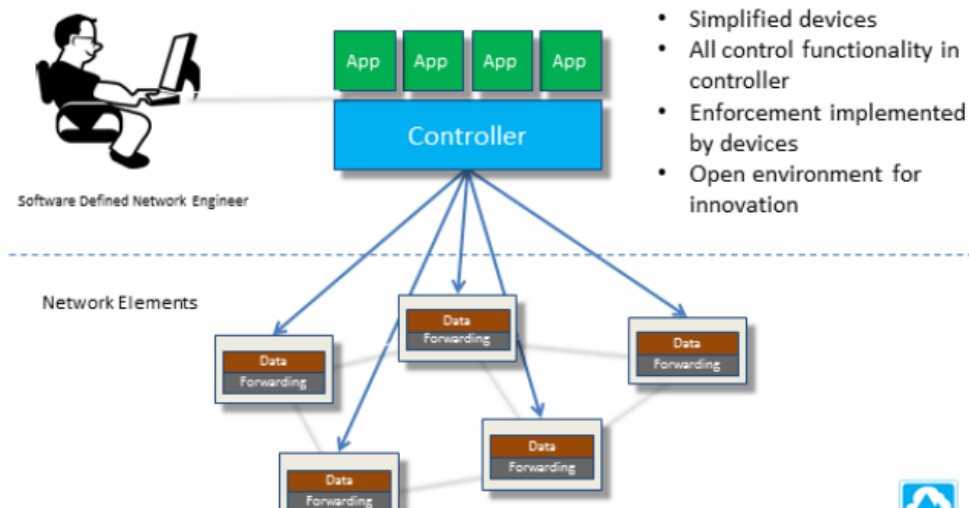 App
App
App
App
Controller
Software Defined Network Engineer
• Simplified devices
• All control functionality in
controller
• Enforcement implemented
by devices
• Open environment for
innovation
Network Elements
Data
Forwarding
Data
Forwarding
Data
Forwarding
Data
Forwarding
Data
Forwarding